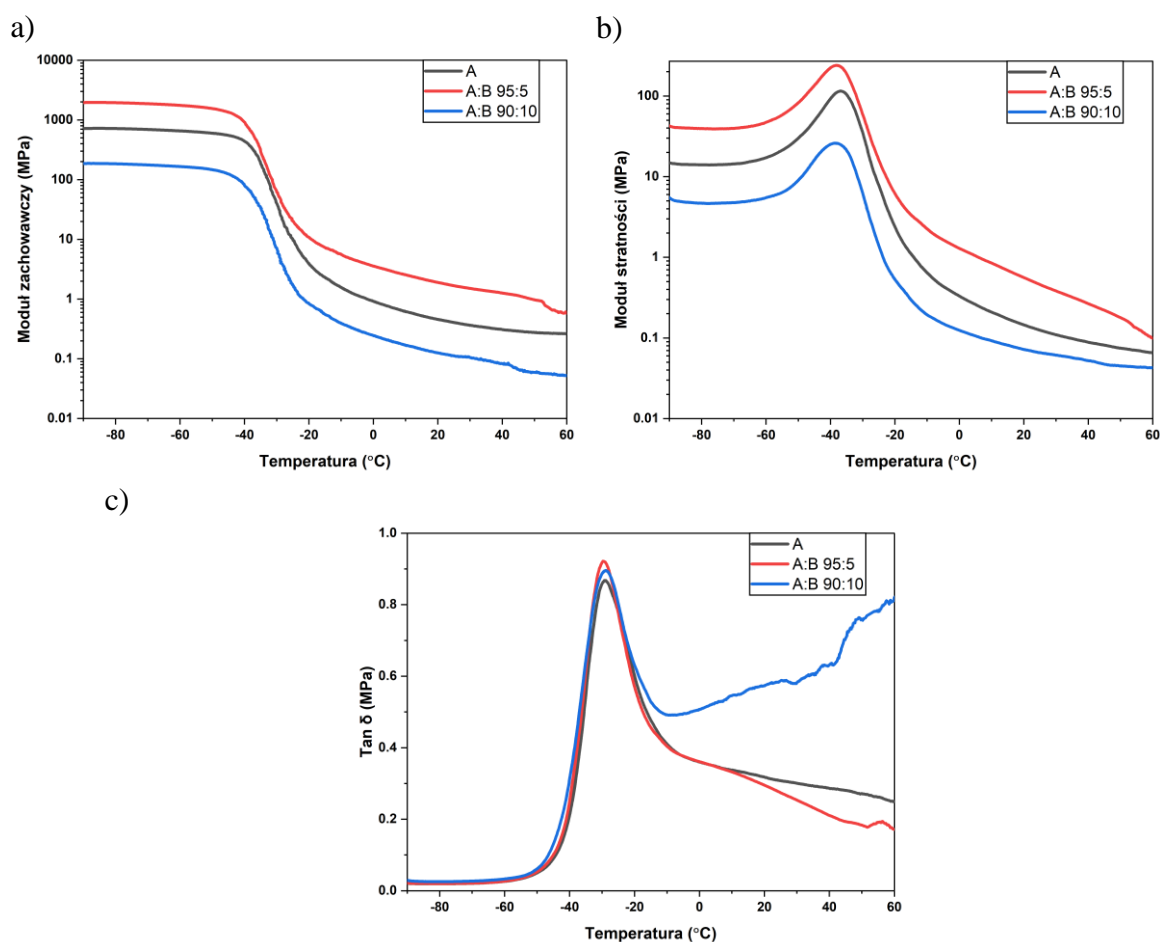 a)
Moduł zachowawczy (MPa)
10000
1000
100
10
1
0.1
0.01
-80
-60
-40
-20
0
20
40
60
Temperatura (°C)
A
A:B 95:5
A:B 90:10
b)
Moduł stratności (MPa)
100
10
1
0.1
0.01
-80
-60
-40
-20
0
20
40
60
Temperatura (°C)
A
A:B 95:5
A:B 90:10
c)
Tan δ (MPa)
1.0
0.8
0.6
0.4
0.2
0.0
-80
-60
-40
-20
0
20
40
60
Temperatura (°C)
A
A:B 95:5
A:B 90:10